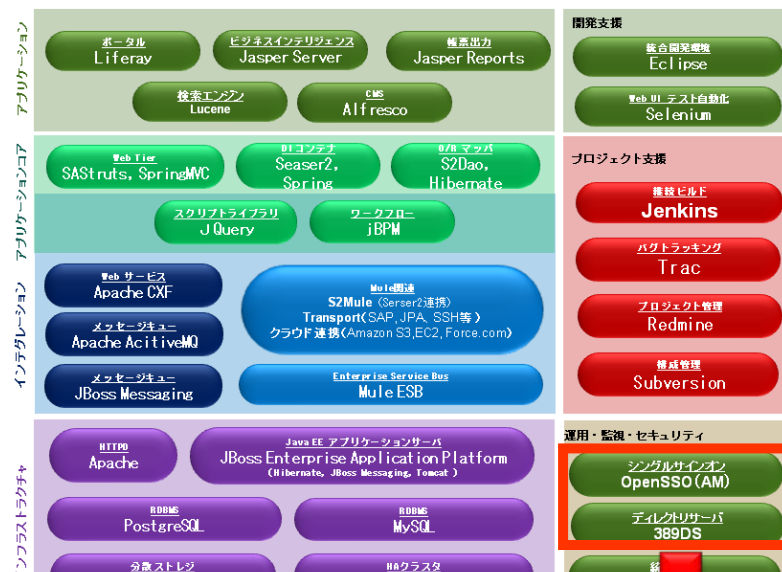 アプリケーション
ポータル
Liferay
ビジネスインテリジェンス
Jasper Server
帳票出力
Jasper Reports
検索エンジン
Lucene
CMS
Alfresco
アプリケーションコア
Web Tier
SAStruts, SpringMVC
DIコンテナ
Seaser2,
Spring
O/R マッパ
S2Dao,
Hibernate
スクリプトライブラリ
JQuery
ワークフロー
jBPM
インテグレーション
Web サービス
Apache CXF
メッセージキュー
Apache AcitiveMQ
メッセージキュー
JBoss Messaging
Mule関連
S2Mule (Serser2連携)
Transport(SAP, JPA, SSH等)
クラウド連携(Amazon S3,EC2, Force.com)
Enterprise Service Bus
Mule ESB
ンフラストラクチャ
HTTPD
Apache
Java EE アプリケーションサーバ
JBoss Enterprise Application Platform
(Hibernate, JBoss Messaging, Tomcat )
RDBMS
PostgreSQL
RDBMS
MySQL
分散ストレジ
HAクラスタ
開発支援
統合開発環境
Eclipse
Web UI テスト自動化
Selenium
プロジェクト支援
継続ビルド
Jenkins
バグトラッキング
Trac
プロジェクト管理
Redmine
構成管理
Subversion
運用・監視・セキュリティ
シングルサインオン
OpenSSO(AM)
ディレクトリサーバ
389DS